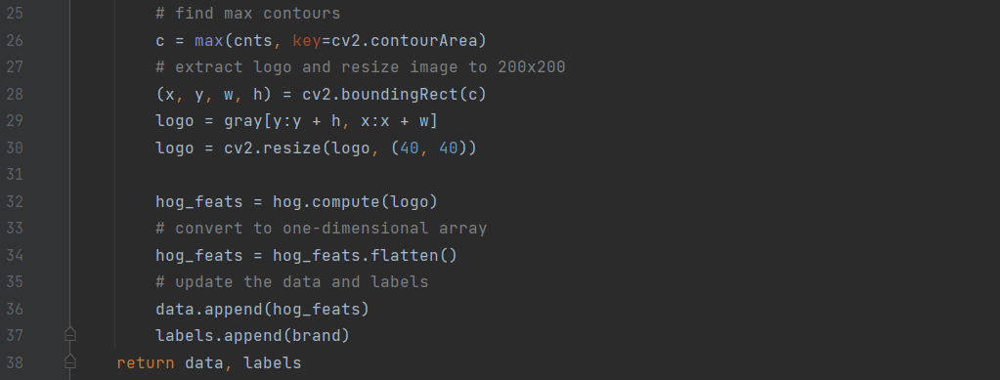 25 # find max contours
26 c = max(cnts, key=cv2.contourArea)
27 # extract logo and resize image to 200x200
28 (x, y, w, h) = cv2.boundingRect(c)
29 logo = gray[y:y + h, x:x + w]
30 logo = cv2.resize(logo, (40, 40))
31
32 hog_feats = hog.compute(logo)
33 # convert to one-dimensional array
34 hog_feats = hog_feats.flatten()
35 # update the data and labels
36 data.append(hog_feats)
37 labels.append(brand)
38 return data, labels